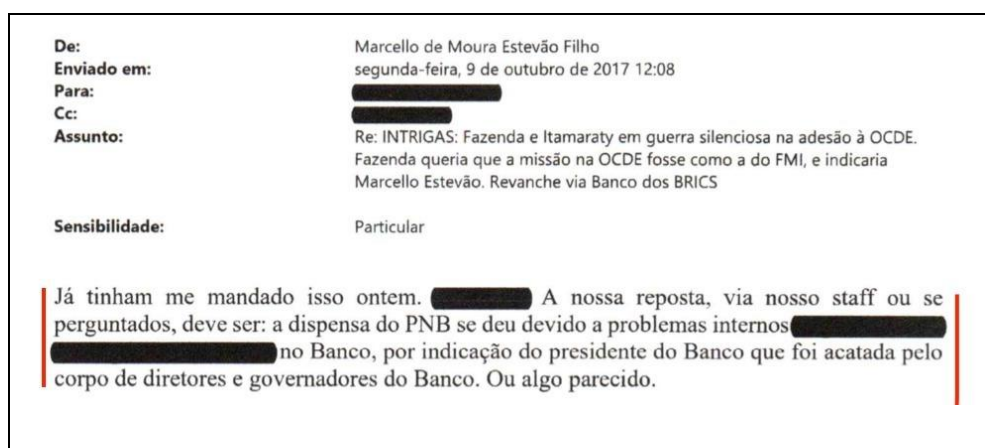 De: Marcello de Moura Estevão Filho
Enviado em: segunda-feira, 9 de outubro de 2017 12:08
Para:
Cc:
Assunto: Re: INTRIGAS: Fazenda e Itamaraty em guerra silenciosa na adesão à OCDE.
Fazenda queria que a missão na OCDE fosse como a do FMI, e indicaria
Marcello Estevão. Revanche via Banco dos BRICS
Sensibilidade: Particular
Já tinham me mandado isso ontem. A nossa reposta, via nosso staff ou se
perguntados, deve ser: a dispensa do PNB se deu devido a problemas internos
no Banco, por indicação do presidente do Banco que foi acatada pelo
corpo de diretores e governadores do Banco. Ou algo parecido.